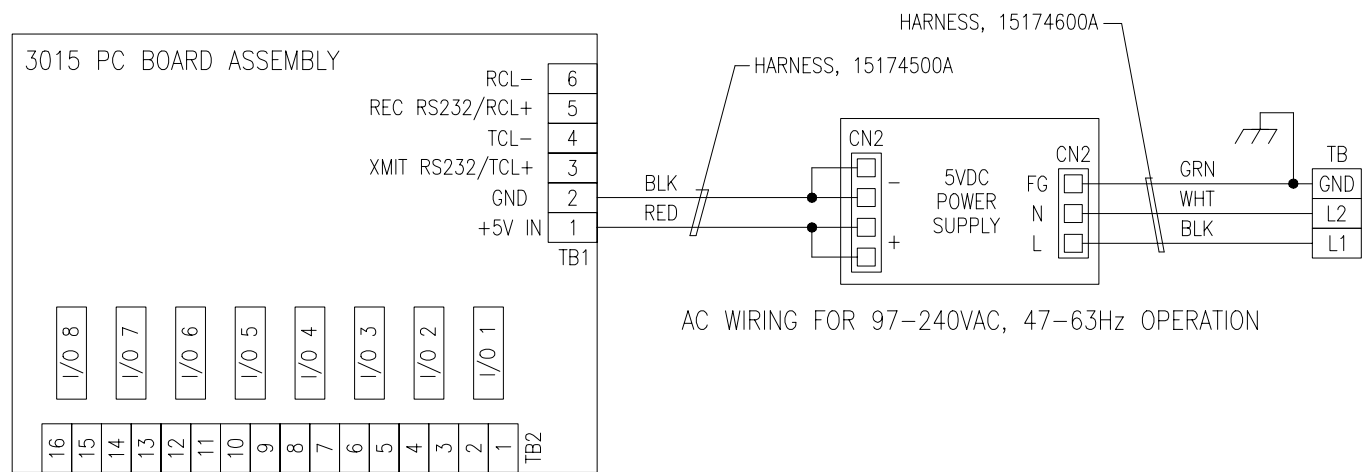 HARNESS, 15174600A
3015 PC BOARD ASSEMBLY
HARNESS, 15174500A
RCL- 6
REC RS232/RCL+ 5
TCL- 4
XMIT RS232/TCL+ 3
GND 2
+5V IN 1
TB1
BLK
RED
CN2
-
+
5VDC
POWER
SUPPLY
CN2
FG
N
L
GRN
WHT
BLK
TB
GND
L2
L1
AC WIRING FOR 97-240VAC, 47-63Hz OPERATION
I/O 8 I/O 7 I/O 6 I/O 5 I/O 4 I/O 3 I/O 2 I/O 1
16 15 14 13 12 11 10 9 8 7 6 5 4 3 2 1 TB2